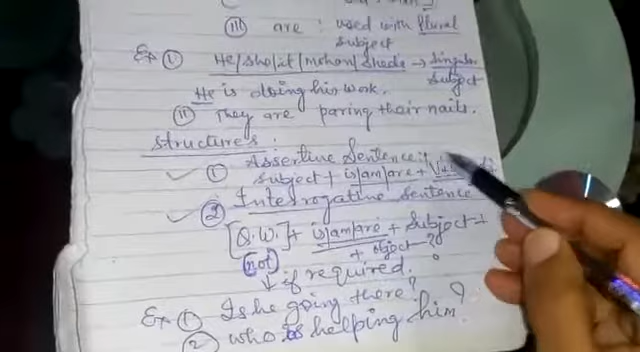 (iii) are : used with Plural
subject
Ex ① He/She/it/Mohan/Shada → Singular
subject
He is doing his work.
(ii) They are paring their nails.
Structures :
① Assertive Sentence :
subject + is/am/are +
② Interrogative Sentence
[Q.W.] + is/am/are + subject +
(not) + object — ?
↓ if required.
Ex ① Is he going there?
② who is helping him?